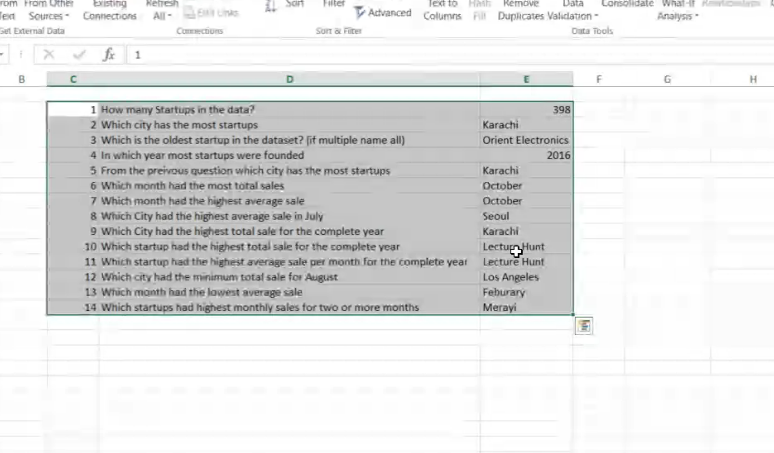 From From Other Existing Refresh Sort Filter Advanced Text to Flash Remove Data Consolidate What-If Relationships
Text Sources Connections All Edit Links Columns Fill Duplicates Validation Analysis
Get External Data Connections Sort & Filter Data Tools
fx 1
B C D E F G H
1 How many Startups in the data? 398
2 Which city has the most startups Karachi
3 Which is the oldest startup in the dataset? (if multiple name all) Orient Electronics
4 In which year most startups were founded 2016
5 From the preivous question which city has the most startups Karachi
6 Which month had the most total sales October
7 Which month had the highest average sale October
8 Which City had the highest average sale in July Seoul
9 Which City had the highest total sale for the complete year Karachi
10 Which startup had the highest total sale for the complete year Lecture Hunt
11 Which startup had the highest average sale per month for the complete year Lecture Hunt
12 Which city had the minimum total sale for August Los Angeles
13 Which month had the lowest average sale Feburary
14 Which startups had highest monthly sales for two or more months Merayi